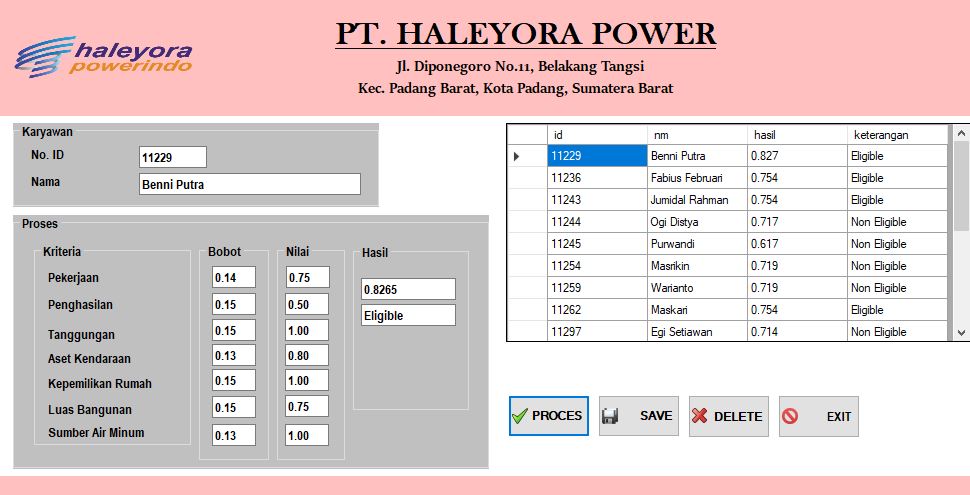 haleyora
powerindo
PT. HALEYORA POWER
Jl. Diponegoro No.11, Belakang Tangsi
Kec. Padang Barat, Kota Padang, Sumatera Barat
Karyawan
No. ID 11229
Nama Benni Putra
Proses
Kriteria Bobot Nilai Hasil
Pekerjaan 0.14 0.75
Penghasilan 0.15 0.50
Tanggungan 0.15 1.00
Aset Kendaraan 0.13 0.80
Kepemilikan Rumah 0.15 1.00
Luas Bangunan 0.15 0.75
Sumber Air Minum 0.13 1.00
0.8265
Eligible
id nm hasil keterangan
11229 Benni Putra 0.827 Eligible
11236 Fabius Februari 0.754 Eligible
11243 Jumidal Rahman 0.754 Eligible
11244 Ogi Distya 0.717 Non Eligible
11245 Purwandi 0.617 Non Eligible
11254 Masrikin 0.719 Non Eligible
11259 Warianto 0.719 Non Eligible
11262 Maskari 0.754 Eligible
11297 Egi Setiawan 0.714 Non Eligible
PROCES SAVE DELETE EXIT